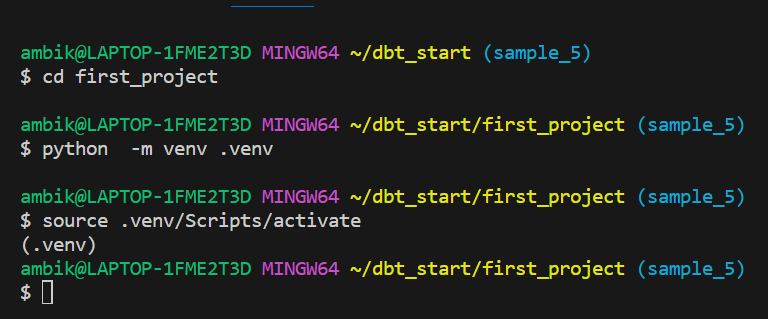 ambik@LAPTOP-1FME2T3D MINGW64 ~/dbt_start (sample_5)
$ cd first_project
ambik@LAPTOP-1FME2T3D MINGW64 ~/dbt_start/first_project (sample_5)
$ python  -m venv .venv
ambik@LAPTOP-1FME2T3D MINGW64 ~/dbt_start/first_project (sample_5)
$ source .venv/Scripts/activate
(.venv)
ambik@LAPTOP-1FME2T3D MINGW64 ~/dbt_start/first_project (sample_5)
$